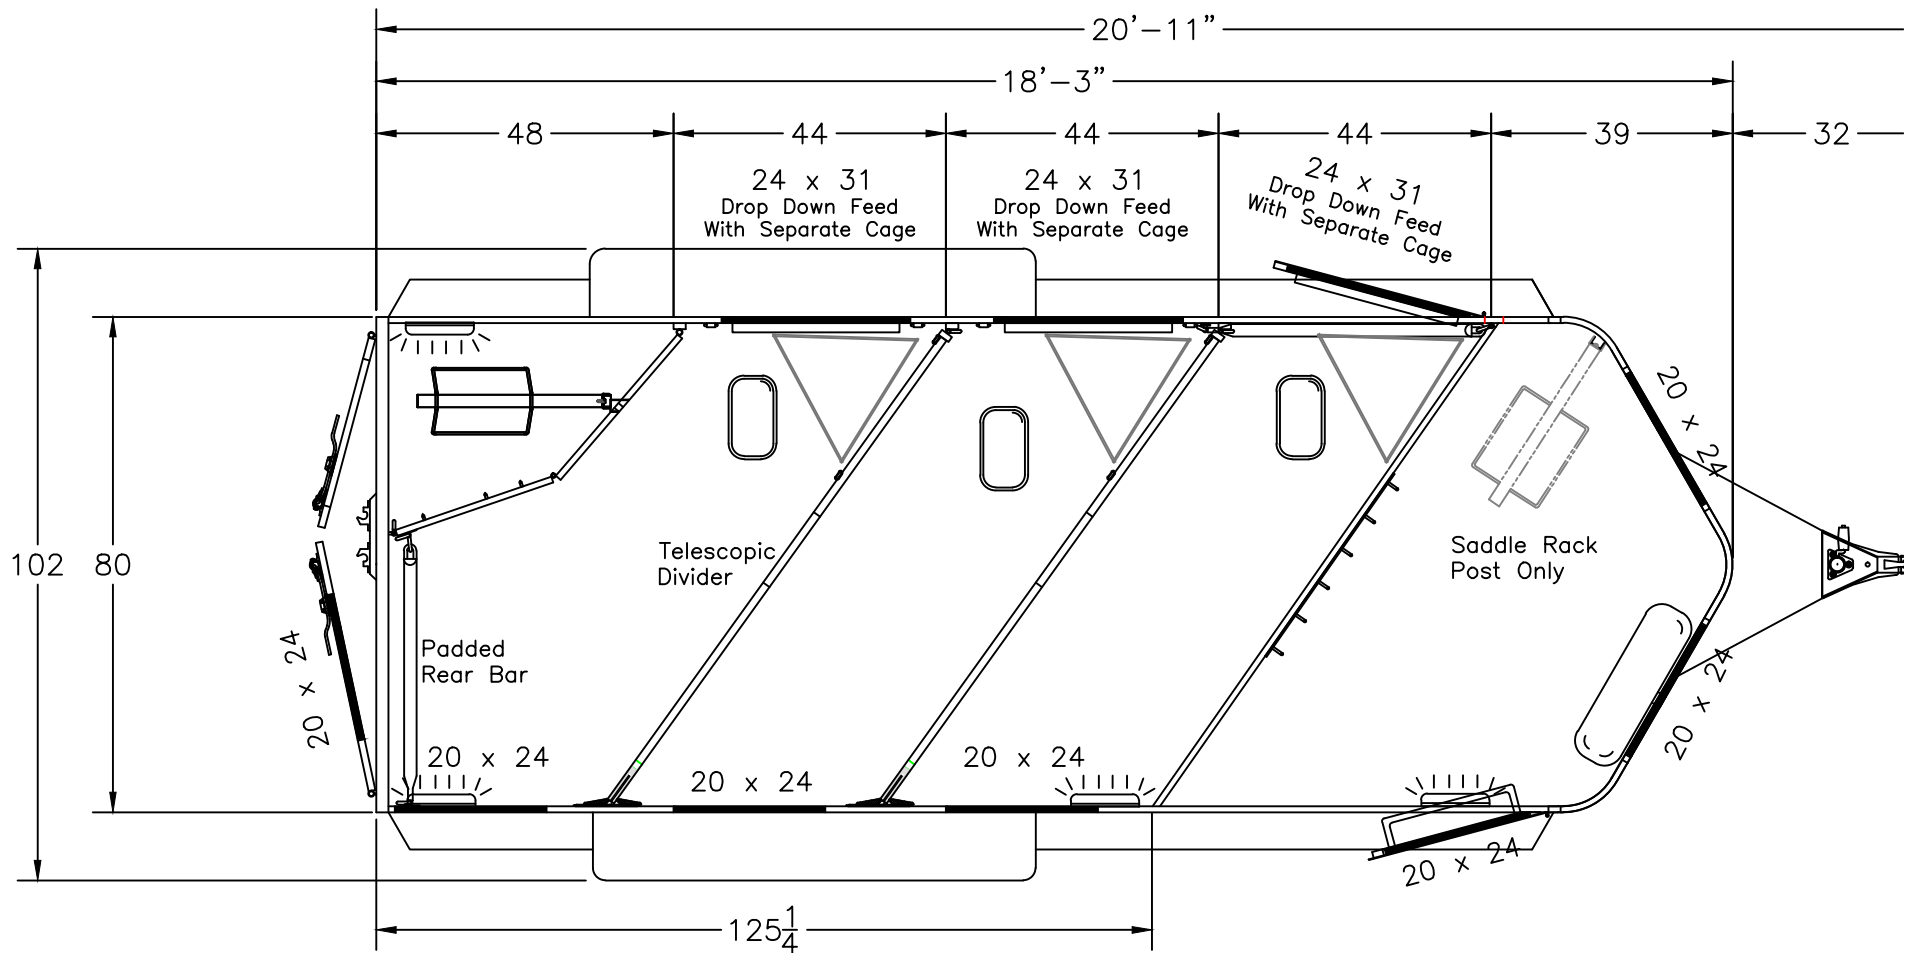 20’-11”
18’-3”
48
44
44
44
39
32
24 x 31
Drop Down Feed
With Separate Cage
24 x 31
Drop Down Feed
With Separate Cage
24 x 31
Drop Down Feed
With Separate Cage
20 x 24
102
80
Telescopic
Divider
Saddle Rack
Post Only
Padded
Rear Bar
20 x 24
20 x 24
20 x 24
20 x 24
20 x 24
20 x 24
125 1/4